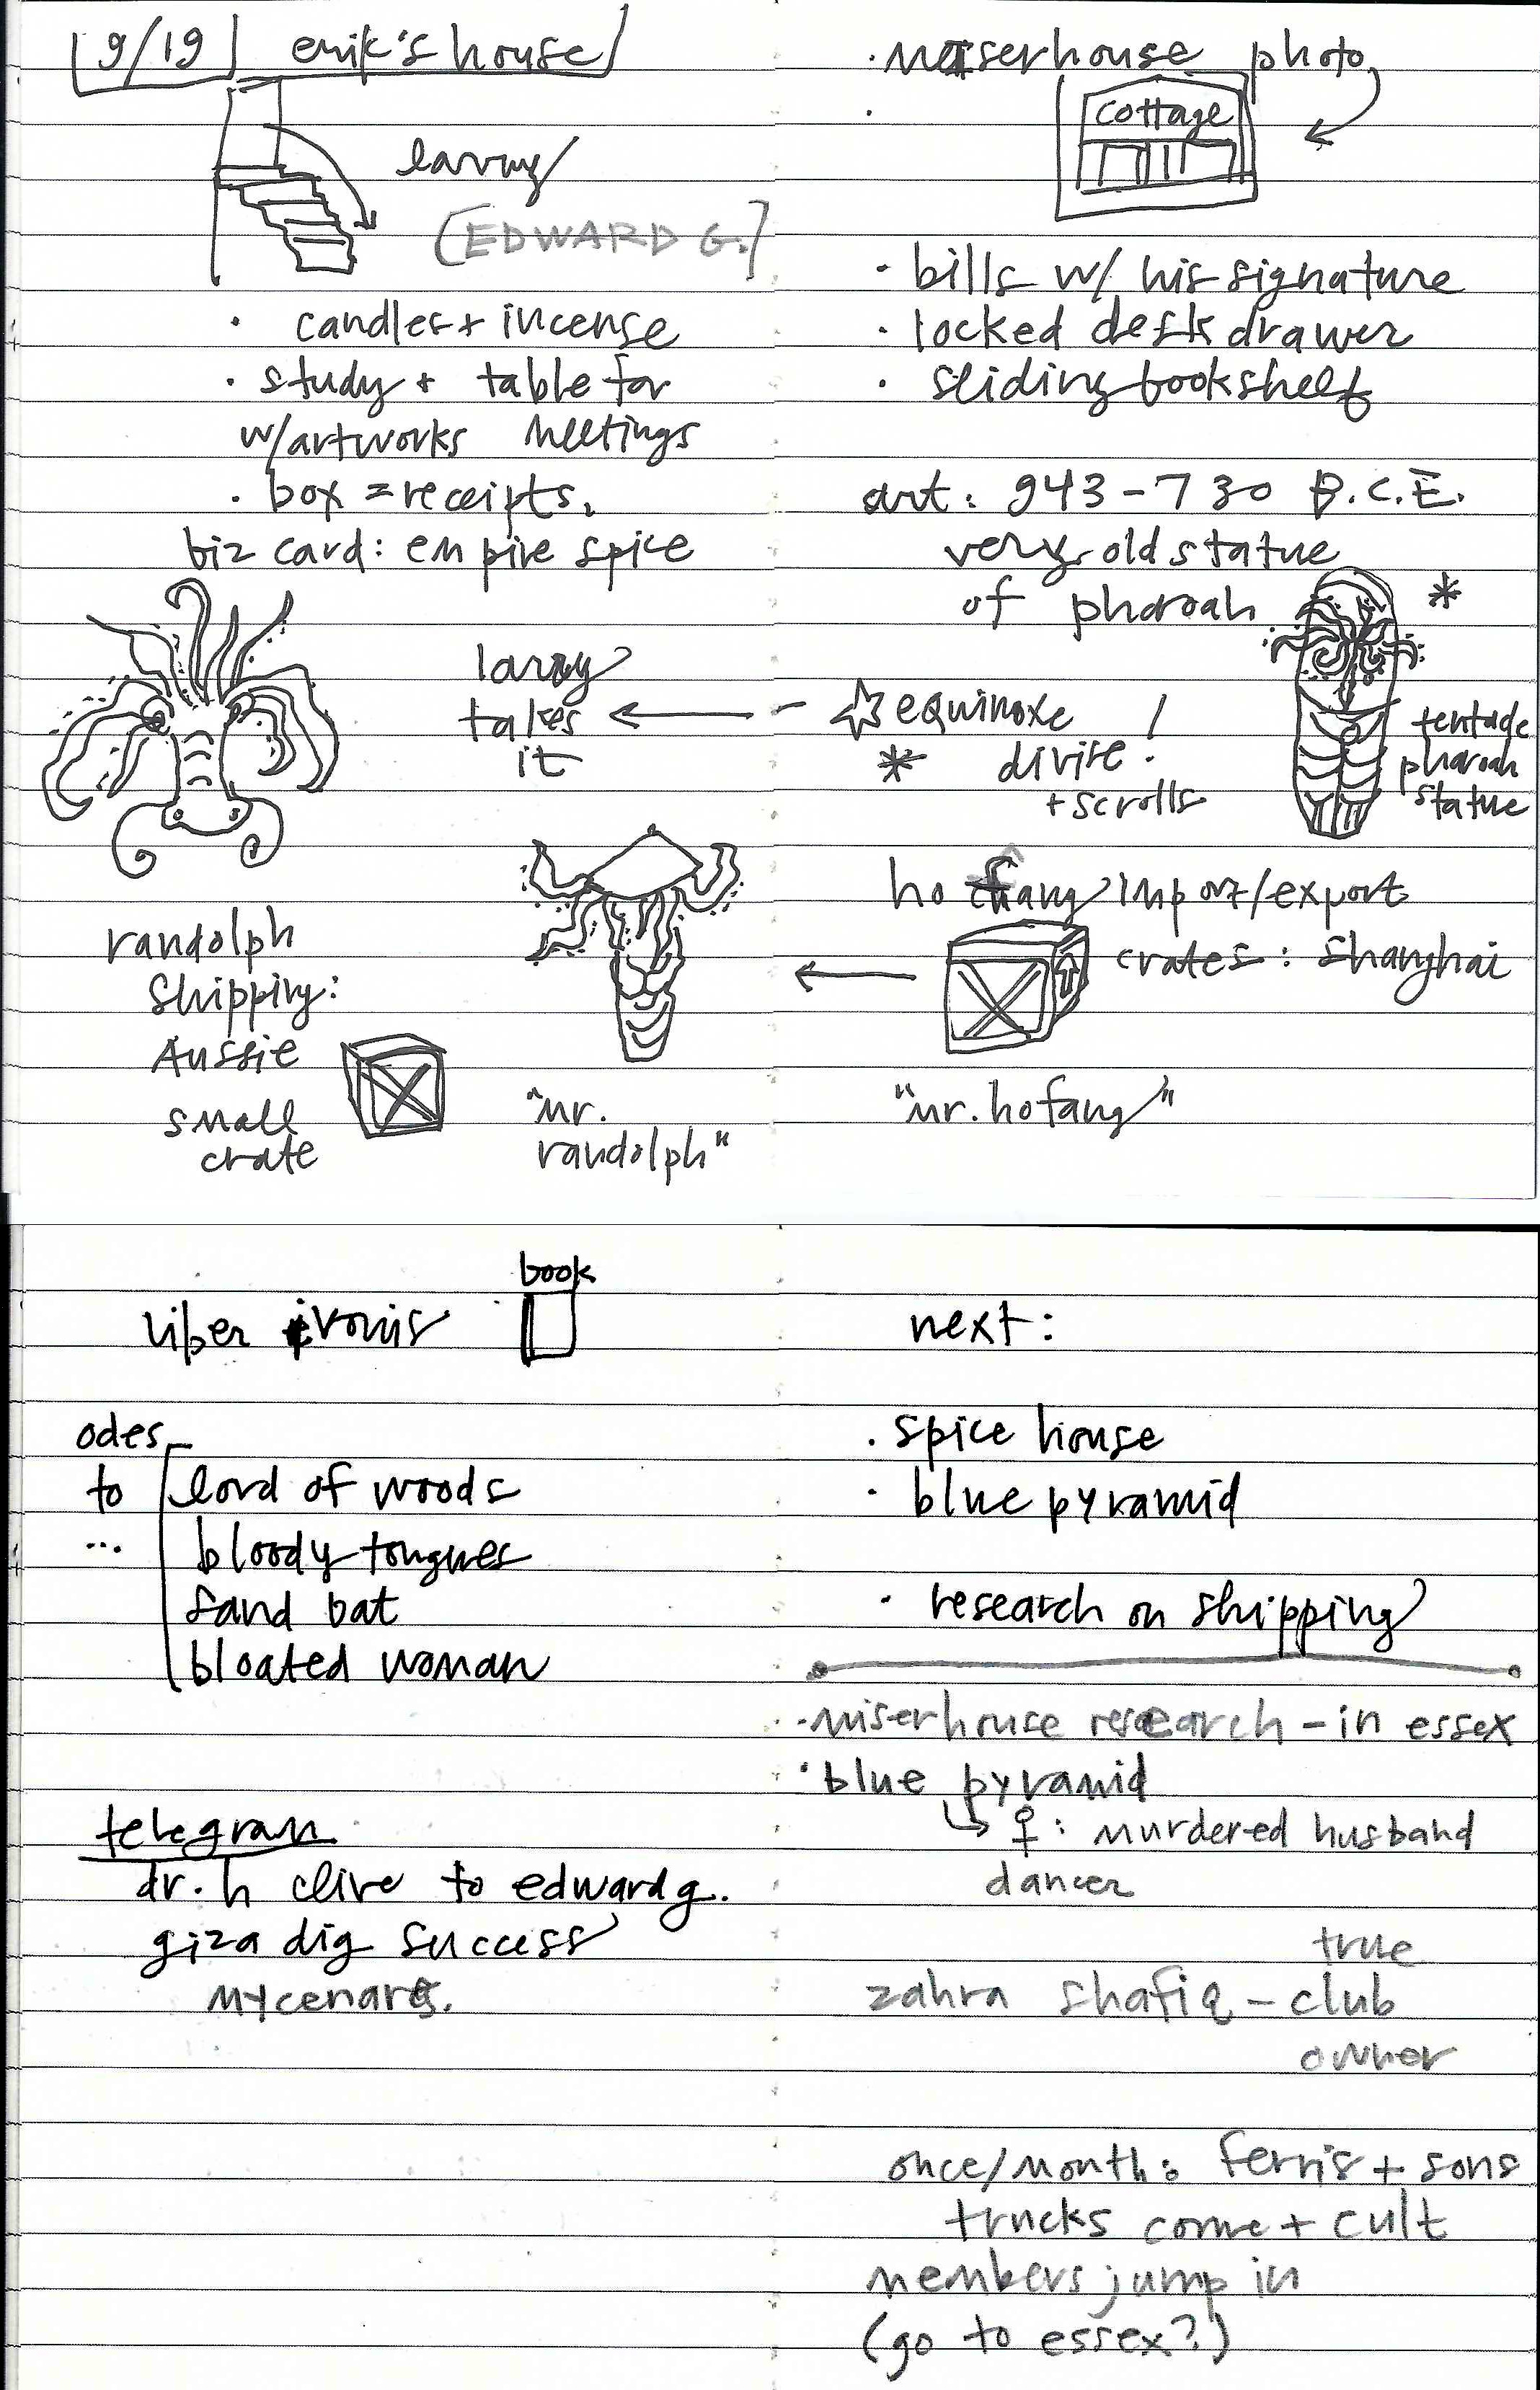 9/19 erik's house
larry
(EDWARD G.)
· candles + incense
· study + table for
w/artworks meetings
· box = receipts.
biz card: empire spice
larry
takes
it
randolph
shipping:
Aussie
small
crate
"mr.
randolph"
· miserhouse photo
cottage
· bills w/ his signature
· locked desk drawer
· sliding bookshelf
art: 943-730 B.C.E.
very old statue
of pharoah *
☆ equinoxe !
* divire
+ scrolls
tentacle
pharoah
statue
ho fang import/export
crates: shanghai
"mr. hofang"
liber ivonis
book
odes
to
...
lord of woods
bloody tongues
sand bat
bloated woman
telegram
dr. h clive to edward g.
giza dig success
next:
· spice house
· blue pyramid
· research on shipping
· miserhouse research - in essex
· blue pyramid
↳ ♀: murdered husband
dancer
true
zahra shafiq - club
owner
once/month: ferris + sons
trucks come + cult
members jump in
(go to essex?)